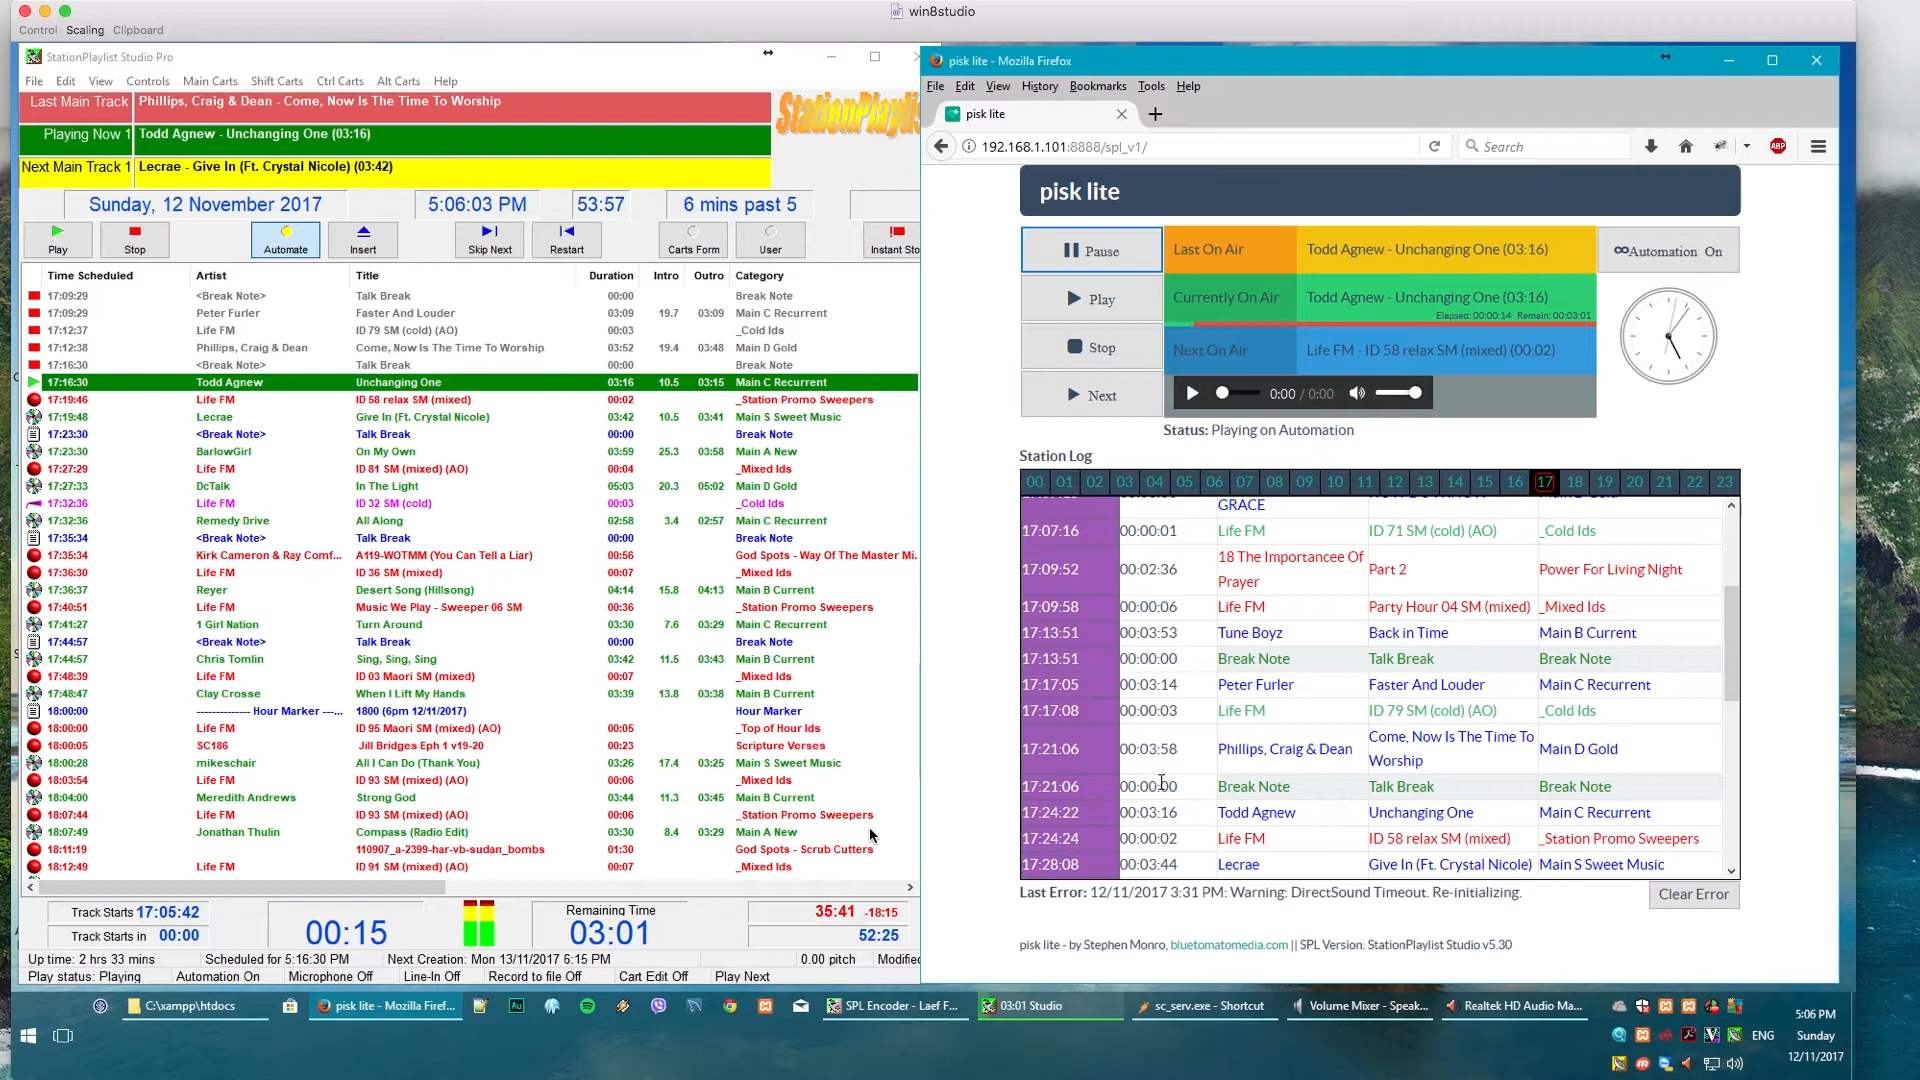 win8studio
Control Scaling Clipboard
StationPlaylist Studio Pro
File Edit View Controls Main Carts Shift Carts Ctrl Carts Alt Carts Help
Last Main Track Phillips, Craig & Dean - Come, Now Is The Time To Worship
Playing Now 1 Todd Agnew - Unchanging One (03:16)
Next Main Track 1 Lecrae - Give In (Ft. Crystal Nicole) (03:42)
Sunday, 12 November 2017 5:06:03 PM 53:57 6 mins past 5
Play Stop Automate Insert Skip Next Restart Carts Form User Instant Sto
Time Scheduled Artist Title Duration Intro Outro Category
17:09:29 <Break Note> Talk Break 00:00 Break Note
17:09:29 Peter Furler Faster And Louder 03:09 19.7 03:09 Main C Recurrent
17:12:37 Life FM ID 79 SM (cold) (AO) 00:03 _Cold Ids
17:12:38 Phillips, Craig & Dean Come, Now Is The Time To Worship 03:52 19.4 03:48 Main D Gold
17:16:30 <Break Note> Talk Break 00:00 Break Note
17:16:30 Todd Agnew Unchanging One 03:16 10.5 03:15 Main C Recurrent
17:19:46 Life FM ID 58 relax SM (mixed) 00:02 _Station Promo Sweepers
17:19:48 Lecrae Give In (Ft. Crystal Nicole) 03:42 10.5 03:41 Main S Sweet Music
17:23:30 <Break Note> Talk Break 00:00 Break Note
17:23:30 BarlowGirl On My Own 03:59 25.3 03:58 Main A New
17:27:29 Life FM ID 81 SM (mixed) (AO) 00:04 _Mixed Ids
17:27:33 DcTalk In The Light 05:03 20.3 05:02 Main D Gold
17:32:36 Life FM ID 32 SM (cold) 00:03 _Cold Ids
17:32:36 Remedy Drive All Along 02:58 3.4 02:57 Main C Recurrent
17:35:34 <Break Note> Talk Break 00:00 Break Note
17:35:34 Kirk Cameron & Ray Comf... A119-WOTMM (You Can Tell a Liar) 00:56 God Spots - Way Of The Master Mi.
17:36:30 Life FM ID 36 SM (mixed) 00:07 _Mixed Ids
17:36:37 Reyer Desert Song (Hillsong) 04:14 15.8 04:13 Main B Current
17:40:51 Life FM Music We Play - Sweeper 06 SM 00:36 _Station Promo Sweepers
17:41:27 1 Girl Nation Turn Around 03:30 7.6 03:29 Main C Recurrent
17:44:57 <Break Note> Talk Break 00:00 Break Note
17:44:57 Chris Tomlin Sing, Sing, Sing 03:42 11.5 03:43 Main B Current
17:48:39 Life FM ID 03 Maori SM (mixed) 00:07 _Mixed Ids
17:48:47 Clay Crosse When I Lift My Hands 03:39 13.8 03:38 Main B Current
18:00:00 -------------- Hour Marker ---... 1800 (6pm 12/11/2017) Hour Marker
18:00:00 Life FM ID 95 Maori SM (mixed) (AO) 00:05 _Top of Hour Ids
18:00:05 SC186 Jill Bridges Eph 1 v19-20 00:23 Scripture Verses
18:00:28 mikeschair All I Can Do (Thank You) 03:26 17.4 03:25 Main S Sweet Music
18:03:54 Life FM ID 93 SM (mixed) (AO) 00:06 _Mixed Ids
18:04:00 Meredith Andrews Strong God 03:44 11.3 03:45 Main B Current
18:07:44 Life FM ID 93 SM (mixed) (AO) 00:06 _Station Promo Sweepers
18:07:49 Jonathan Thulin Compass (Radio Edit) 03:30 8.4 03:29 Main A New
18:11:19 110907_a-2399-har-vb-sudan_bombs 01:30 God Spots - Scrub Cutters
18:12:49 Life FM ID 91 SM (mixed) (AO) 00:07 _Mixed Ids
Track Starts 17:05:42 00:15 Remaining Time 35:41 -18:15
Track Starts in 00:00 03:01 52:25
Up time: 2 hrs 33 mins Scheduled for 5:16:30 PM Next Creation: Mon 13/11/2017 6:15 PM 0.00 pitch Modified
Play status: Playing Automation On Microphone Off Line-In Off Record to file Off Cart Edit Off Play Next
pisk lite - Mozilla Firefox
File Edit View History Bookmarks Tools Help
pisk lite
192.168.1.101:8888/spl_v1/ Search ABP
pisk lite
Pause Last On Air Todd Agnew - Unchanging One (03:16) Automation On
Play Currently On Air Todd Agnew - Unchanging One (03:16)
Elapsed: 00:00:14 Remain: 00:03:01
Stop Next On Air Life FM - ID 58 relax SM (mixed) (00:02)
Next 0:00 / 0:00
Status: Playing on Automation
Station Log
00 01 02 03 04 05 06 07 08 09 10 11 12 13 14 15 16 17 18 19 20 21 22 23
GRACE
17:07:16 00:00:01 Life FM ID 71 SM (cold) (AO) _Cold Ids
17:09:52 00:02:36 18 The Importancee Of Prayer Part 2 Power For Living Night
17:09:58 00:00:06 Life FM Party Hour 04 SM (mixed) _Mixed Ids
17:13:51 00:03:53 Tune Boyz Back in Time Main B Current
17:13:51 00:00:00 Break Note Talk Break Break Note
17:17:05 00:03:14 Peter Furler Faster And Louder Main C Recurrent
17:17:08 00:00:03 Life FM ID 79 SM (cold) (AO) _Cold Ids
17:21:06 00:03:58 Phillips, Craig & Dean Come, Now Is The Time To Worship Main D Gold
17:21:06 00:00:00 Break Note Talk Break Break Note
17:24:22 00:03:16 Todd Agnew Unchanging One Main C Recurrent
17:24:24 00:00:02 Life FM ID 58 relax SM (mixed) _Station Promo Sweepers
17:28:08 00:03:44 Lecrae Give In (Ft. Crystal Nicole) Main S Sweet Music
Last Error: 12/11/2017 3:31 PM: Warning: DirectSound Timeout. Re-initializing. Clear Error
pisk lite - by Stephen Monro, bluetomatomedia.com || SPL Version: StationPlaylist Studio v5.30
C:\xampp\htdocs pisk lite - Mozilla Firef... Au SPL Encoder - Laef F... 03:01 Studio sc_serv.exe - Shortcut Volume Mixer - Speak... Realtek HD Audio Ma...
5:06 PM
ENG Sunday
12/11/2017